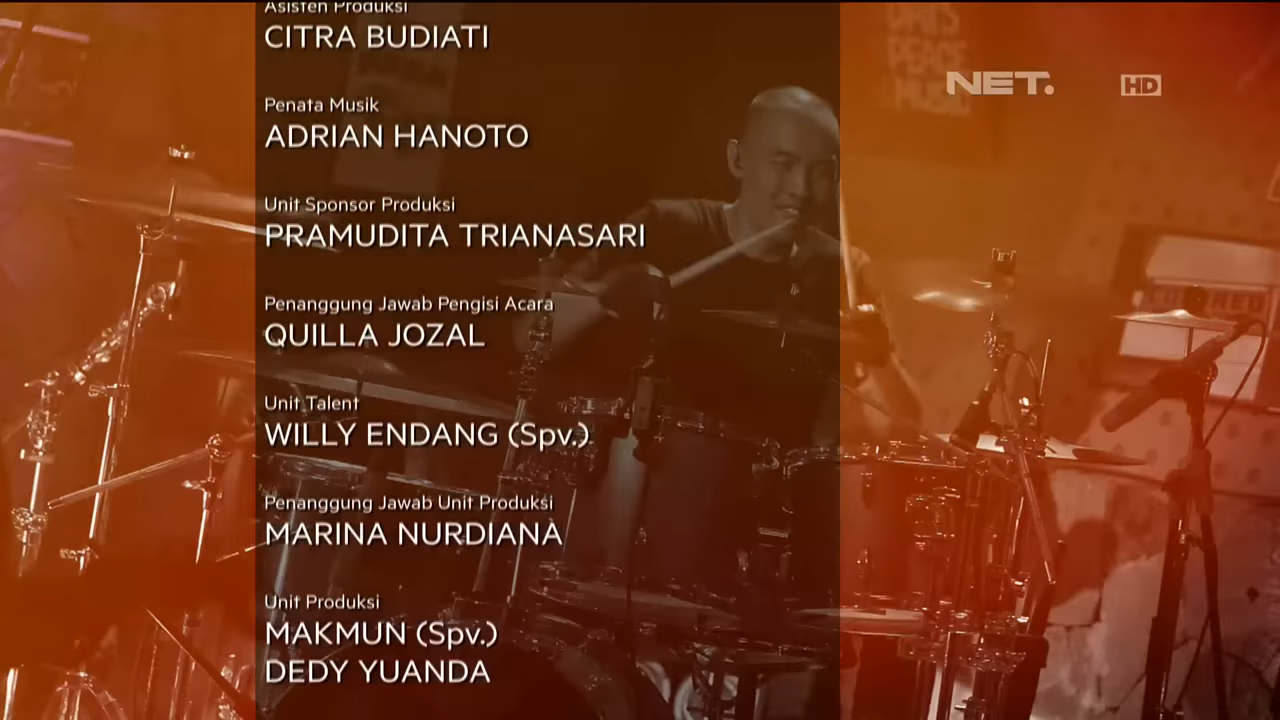 Asisten Produksi
CITRA BUDIATI
Penata Musik
ADRIAN HANOTO
Unit Sponsor Produksi
PRAMUDITA TRIANASARI
Penanggung Jawab Pengisi Acara
QUILLA JOZAL
Unit Talent
WILLY ENDANG (Spv.)
Penanggung Jawab Unit Produksi
MARINA NURDIANA
Unit Produksi
MAKMUN (Spv.)
DEDY YUANDA
NET.
HD
PEACE
MUSIC